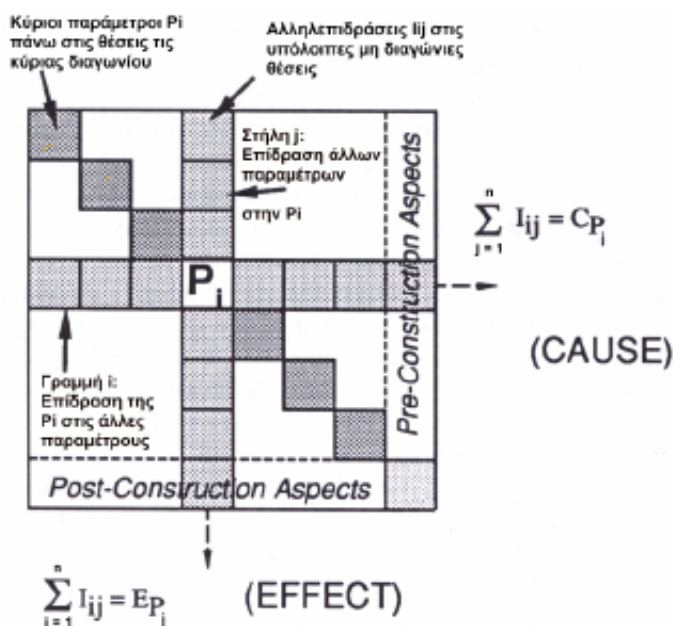 Κύριοι παράμετροι Pi
πάνω στις θέσεις τις
κύριας διαγωνίου
Αλληλεπιδράσεις Iij στις
υπόλοιπες μη διαγώνιες
θέσεις
Στήλη j:
Επίδραση άλλων
παραμέτρων
στην Pi
Pre-Construction Aspects
n
∑ Iij = CPi
j = 1
Pi
(CAUSE)
Γραμμή i:
Επίδραση της
Pi στις άλλες
παραμέτρους
Post-Construction Aspects
n
∑ Iij = EPj
i = 1
(EFFECT)